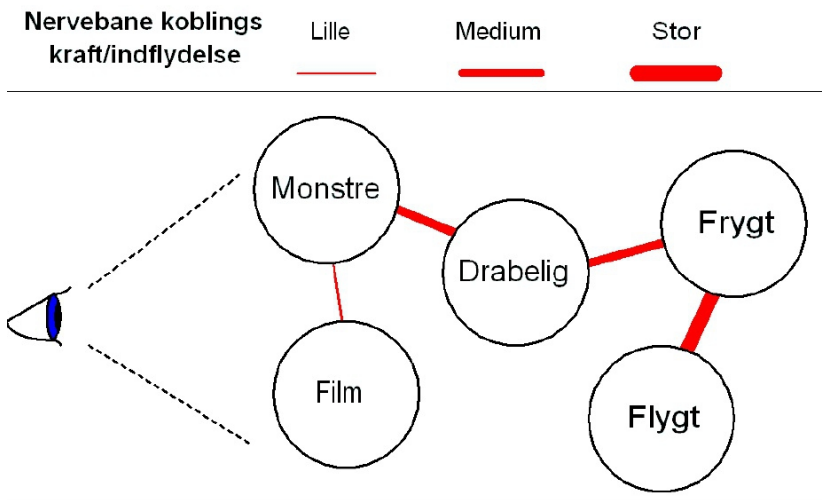 Nervebane koblings
kraft/indflydelse
Lille
Medium
Stor
Monstre
Drabelig
Frygt
Film
Flygt